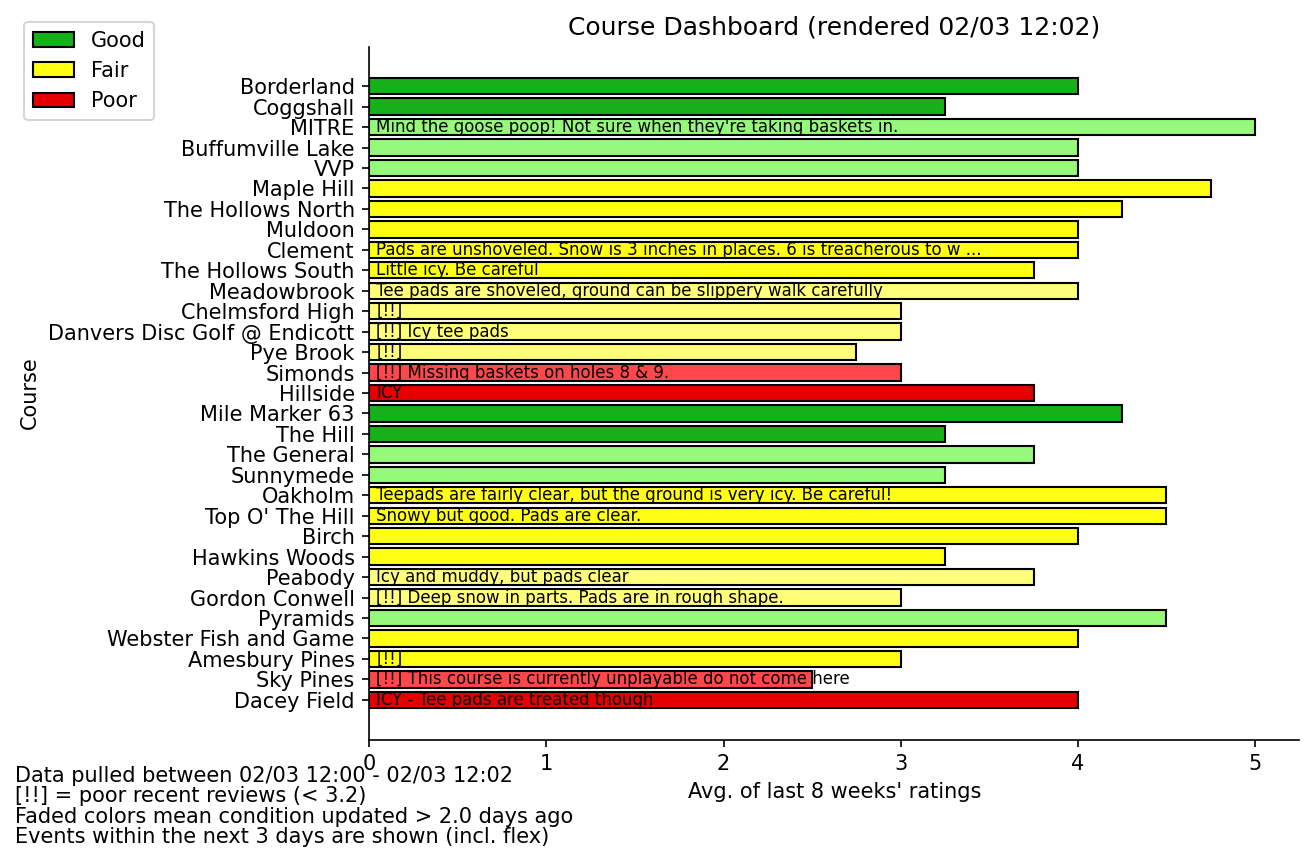 Course Dashboard (rendered 02/03 12:02)
Good
Fair
Poor
Borderland
Coggshall
MITRE Mind the goose poop! Not sure when they're taking baskets in.
Buffumville Lake
VVP
Maple Hill
The Hollows North
Muldoon
Clement Pads are unshoveled. Snow is 3 inches in places. 6 is treacherous to w ...
The Hollows South Little icy. Be careful
Meadowbrook Tee pads are shoveled, ground can be slippery walk carefully
Chelmsford High [!!]
Danvers Disc Golf @ Endicott [!!] Icy tee pads
Pye Brook [!!]
Simonds [!!] Missing baskets on holes 8 & 9.
Hillside ICY
Mile Marker 63
The Hill
The General
Sunnymede
Oakholm Teepads are fairly clear, but the ground is very icy. Be careful!
Top O' The Hill Snowy but good. Pads are clear.
Birch
Hawkins Woods
Peabody Icy and muddy, but pads clear
Gordon Conwell [!!] Deep snow in parts. Pads are in rough shape.
Pyramids
Webster Fish and Game
Amesbury Pines [!!]
Sky Pines [!!] This course is currently unplayable do not come here
Dacey Field ICY - Tee pads are treated though
Course
0 1 2 3 4 5
Avg. of last 8 weeks' ratings
Data pulled between 02/03 12:00 - 02/03 12:02
[!!] = poor recent reviews (< 3.2)
Faded colors mean condition updated > 2.0 days ago
Events within the next 3 days are shown (incl. flex)